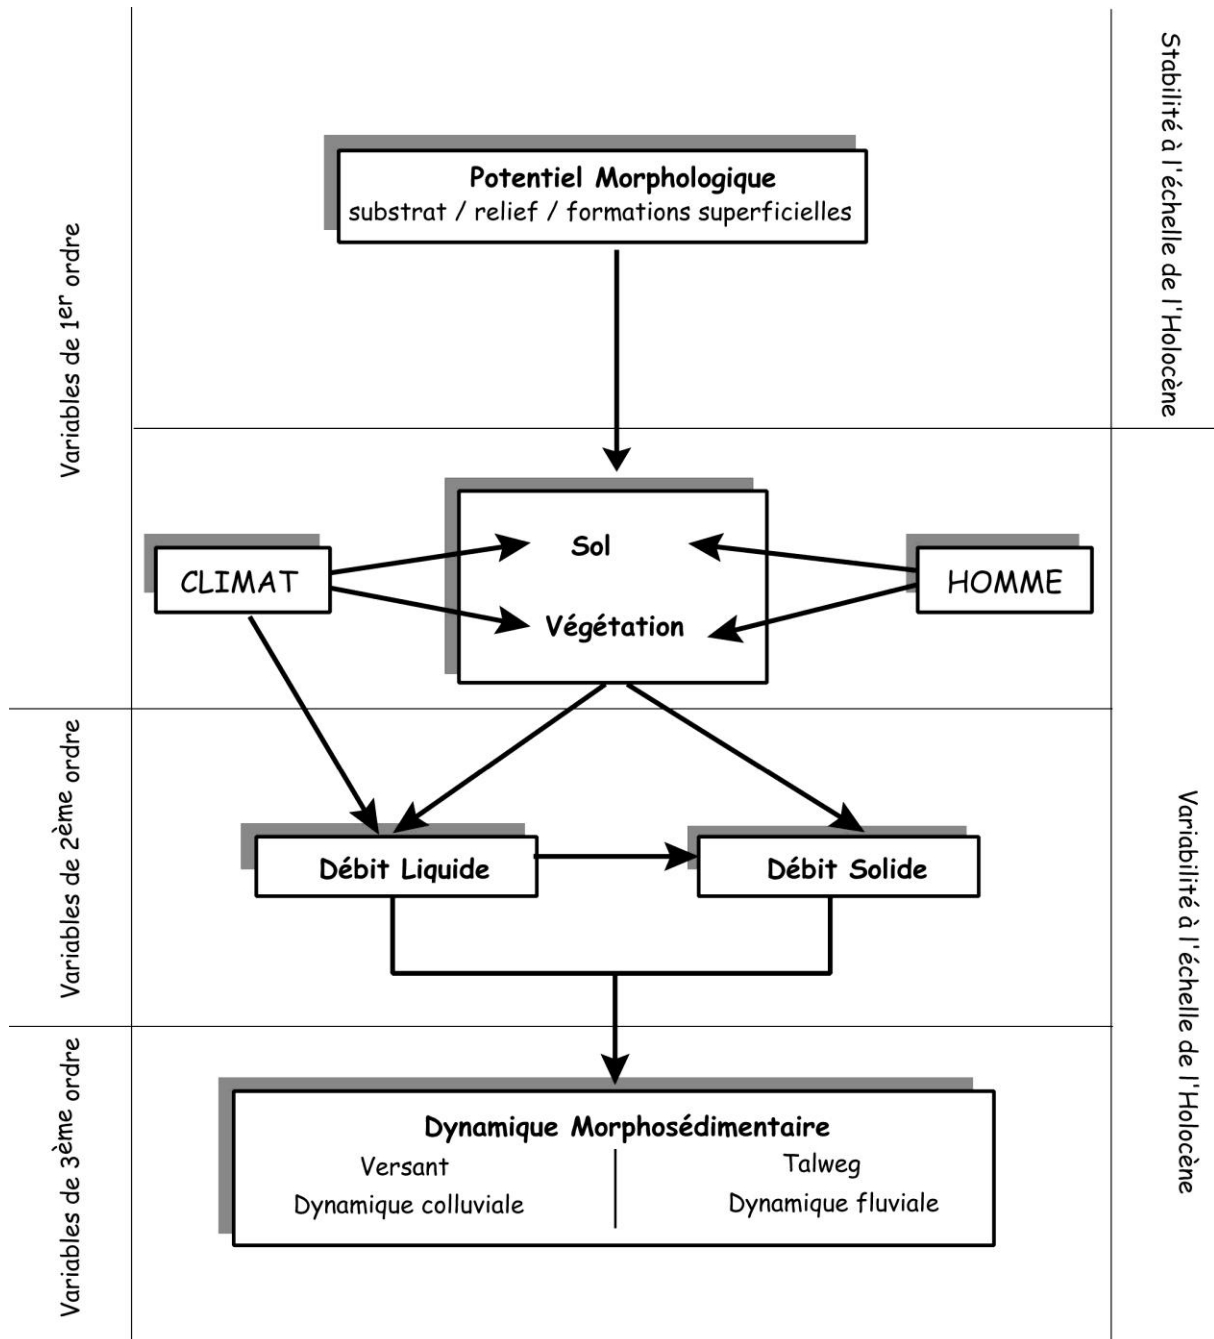 Stabilité à l'échelle de l'Holocène
Potentiel Morphologique
substrat / relief / formations superficielles
Variables de 1er ordre
Sol
CLIMAT
HOMME
Végétation
Variables de 2ème ordre
Débit Liquide
Débit Solide
Variabilité à l'échelle de l'Holocène
Variables de 3ème ordre
Dynamique Morphosédimentaire
Versant
Dynamique colluviale
Talweg
Dynamique fluviale